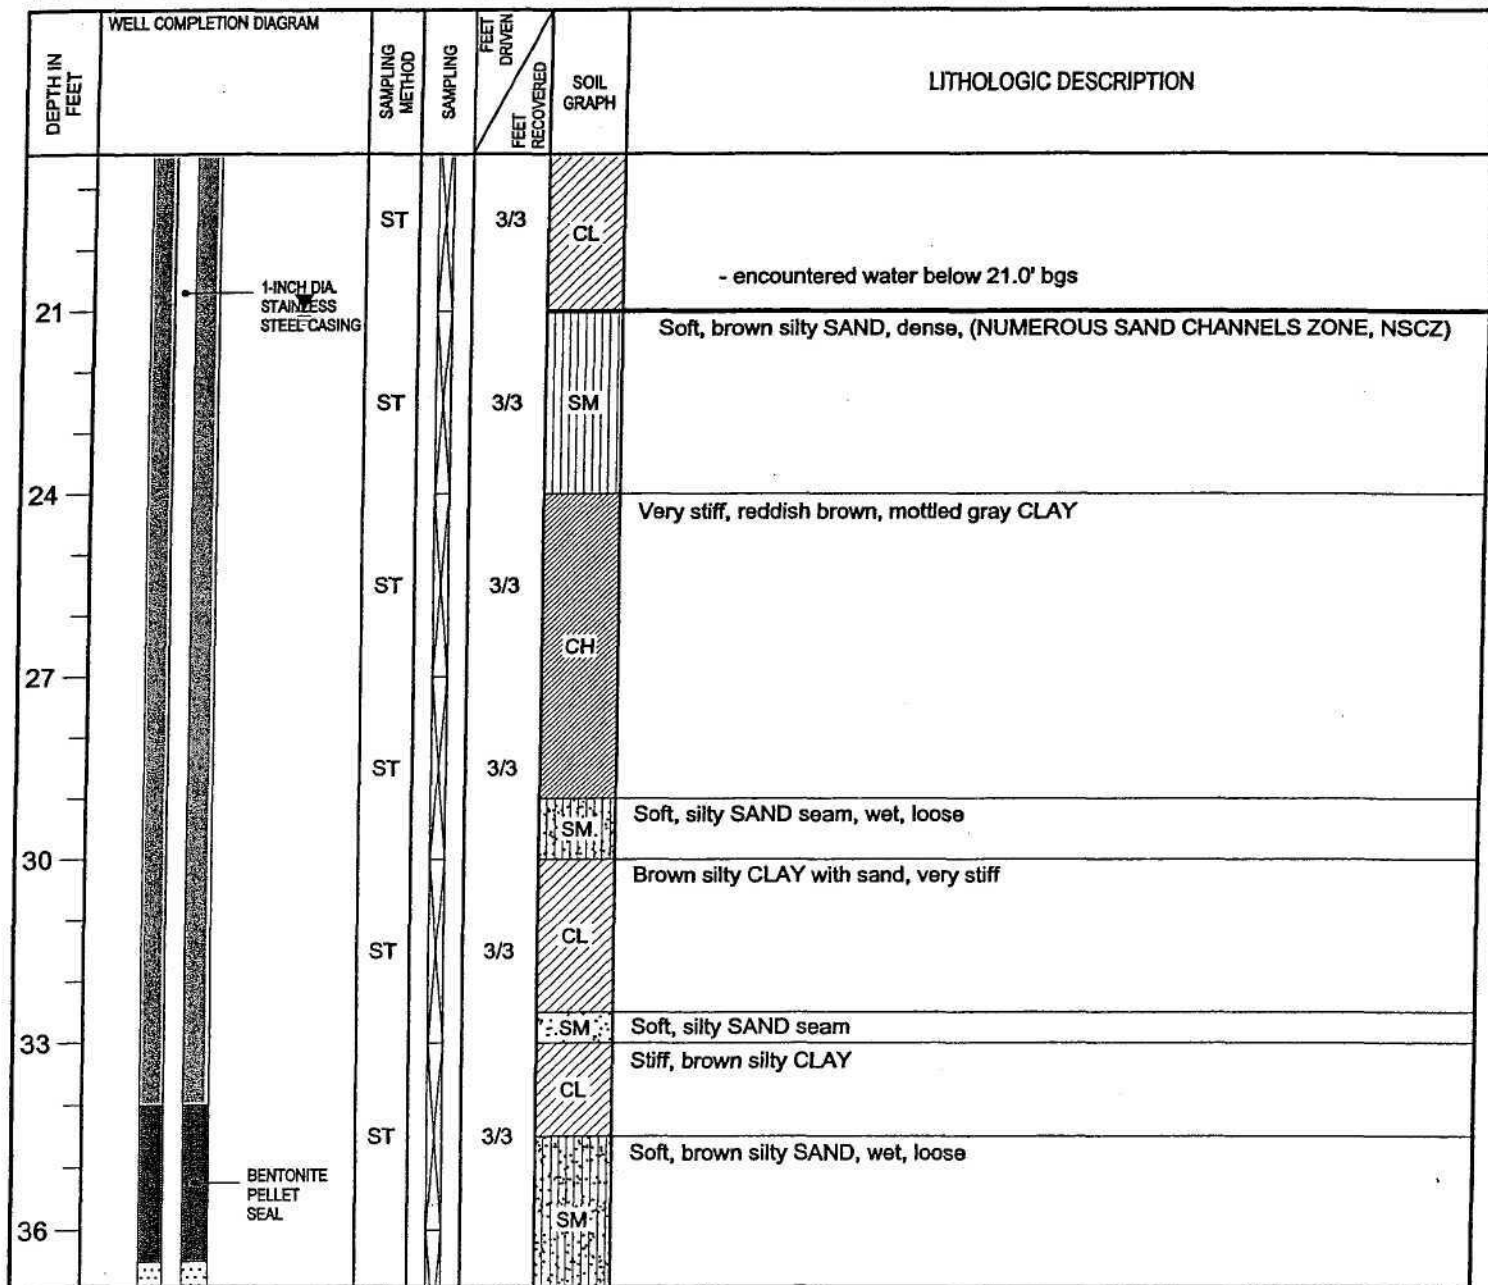 WELL COMPLETION DIAGRAM
DEPTH IN
FEET
SAMPLING
METHOD
SAMPLING
FEET
DRIVEN
FEET
RECOVERED
SOIL
GRAPH
LITHOLOGIC DESCRIPTION
ST
3/3
CL
- encountered water below 21.0' bgs
1-INCH DIA.
STAINLESS
STEEL CASING
21
Soft, brown silty SAND, dense, (NUMEROUS SAND CHANNELS ZONE, NSCZ)
ST
3/3
SM
24
Very stiff, reddish brown, mottled gray CLAY
ST
3/3
CH
27
ST
3/3
Soft, silty SAND seam, wet, loose
SM
30
Brown silty CLAY with sand, very stiff
CL
ST
3/3
SM
Soft, silty SAND seam
33
Stiff, brown silty CLAY
CL
ST
3/3
Soft, brown silty SAND, wet, loose
BENTONITE
PELLET
SEAL
SM
36